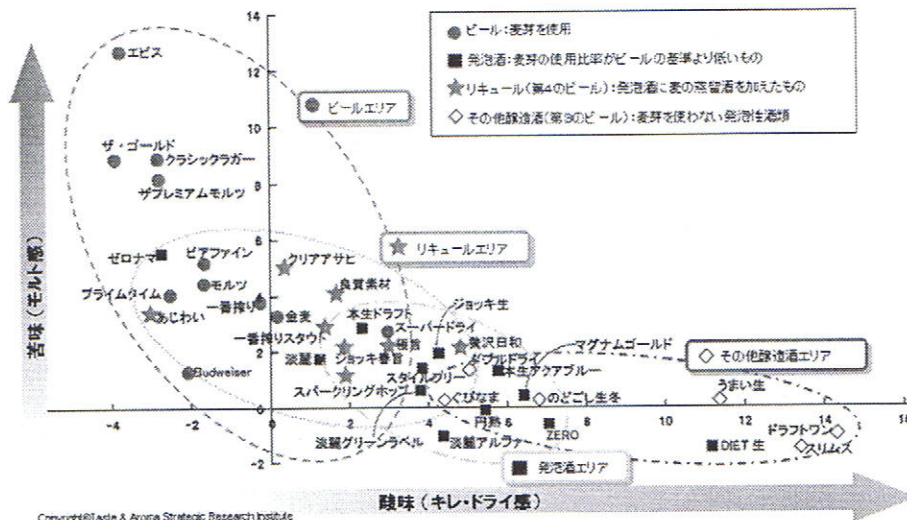 ビール:麦芽を使用
発泡酒:麦芽の使用比率がビールの基準より低いもの
リキュール(第4のビール):発泡酒に麦の蒸留酒を加えたもの
その他醸造酒(第3のビール):麦芽を使わない発泡性酒類
14
エビス
12
ビールエリア
10
ザ・ゴールド
クラシックラガー
8
ザプレミアムモルツ
6
リキュールエリア
ゼロナマ
ビアファイン
クリアアサヒ
4
プライムタイム
モルツ
良質素材
ジョッキ生
あじわい
一番搾り
金麦
本生ドラフト
スーパードライ
マグナムゴールド
一番搾りスタウト
贅沢日和
その他醸造酒エリア
2
淡麗
ジョッキ春旨
ダブルドライ
本生アクアブルー
うまい生
Budweiser
スタイルフリー
スパークリングホップ
ぐびなま
のどごし生冬
-6
-4
-2
0
2
4
6
8
10
12
14
16
円熟
ドラフトワン
淡麗グリーンラベル
淡麗アルファ
ZERO
DIET生
スリムズ
-2
発泡酒エリア
苦味(モルト感)
酸味(キレ・ドライ感)
Copyright©Taste & Aroma Strategic Research Institute